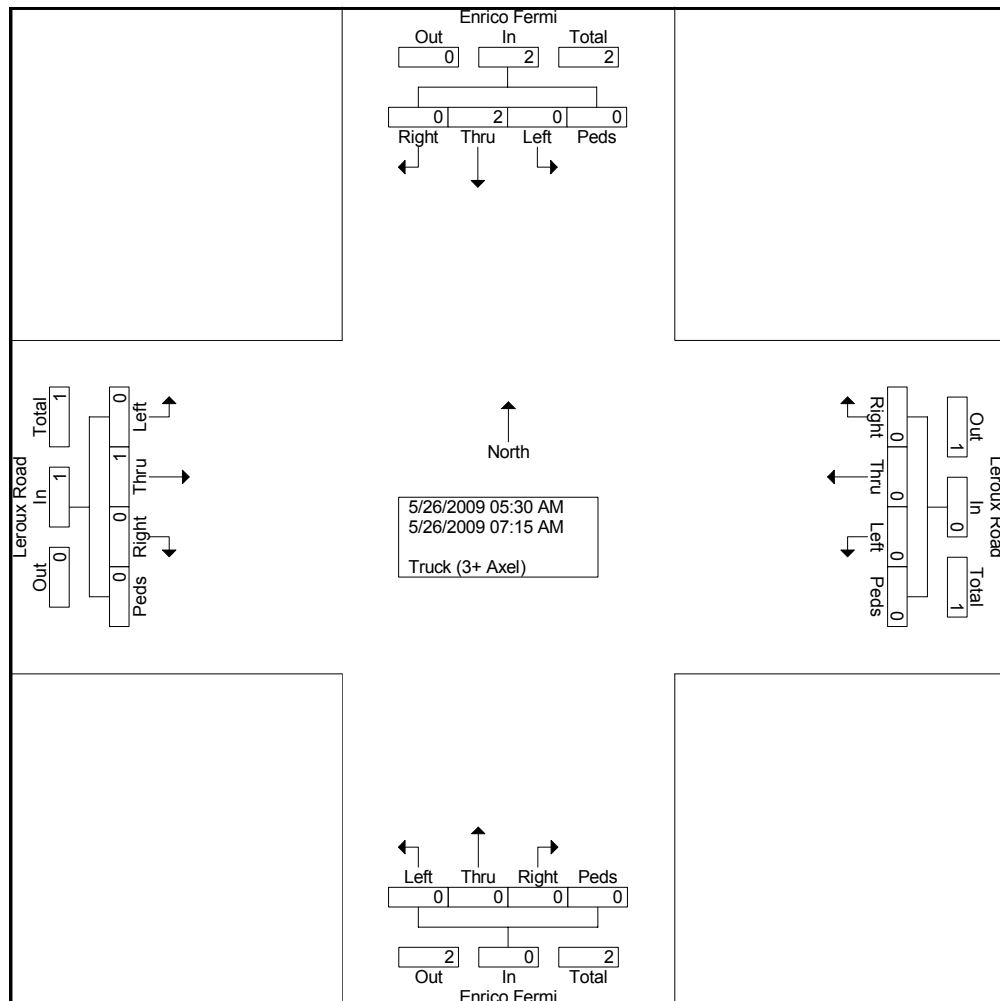 Enrico Fermi
Out In Total
0 2 2
0 2 0 0
Right Thru Left Peds
Leroux Road
Out In Total
0 1 1
0 1 0 0
Left Thru Right Peds
North
5/26/2009 05:30 AM
5/26/2009 07:15 AM
Truck (3+ Axel)
Right Thru Left Peds
0 0 0 0
Out In Total
1 0 1
Leroux Road
Left Thru Right Peds
0 0 0 0
2 0 2
Out In Total
Enrico Fermi